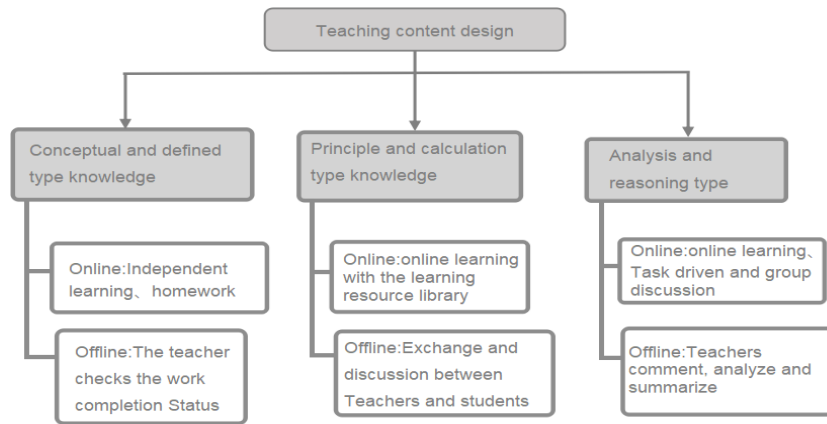 Teaching content design
Conceptual and defined
type knowledge
Online:Independent
learning、homework
Offline:The teacher
checks the work
completion Status
Principle and calculation
type knowledge
Online:online learning
with the learning
resource library
Offline:Exchange and
discussion between
Teachers and students
Analysis and
reasoning type
Online:online learning、
Task driven and group
discussion
Offline:Teachers
comment, analyze and
summarize